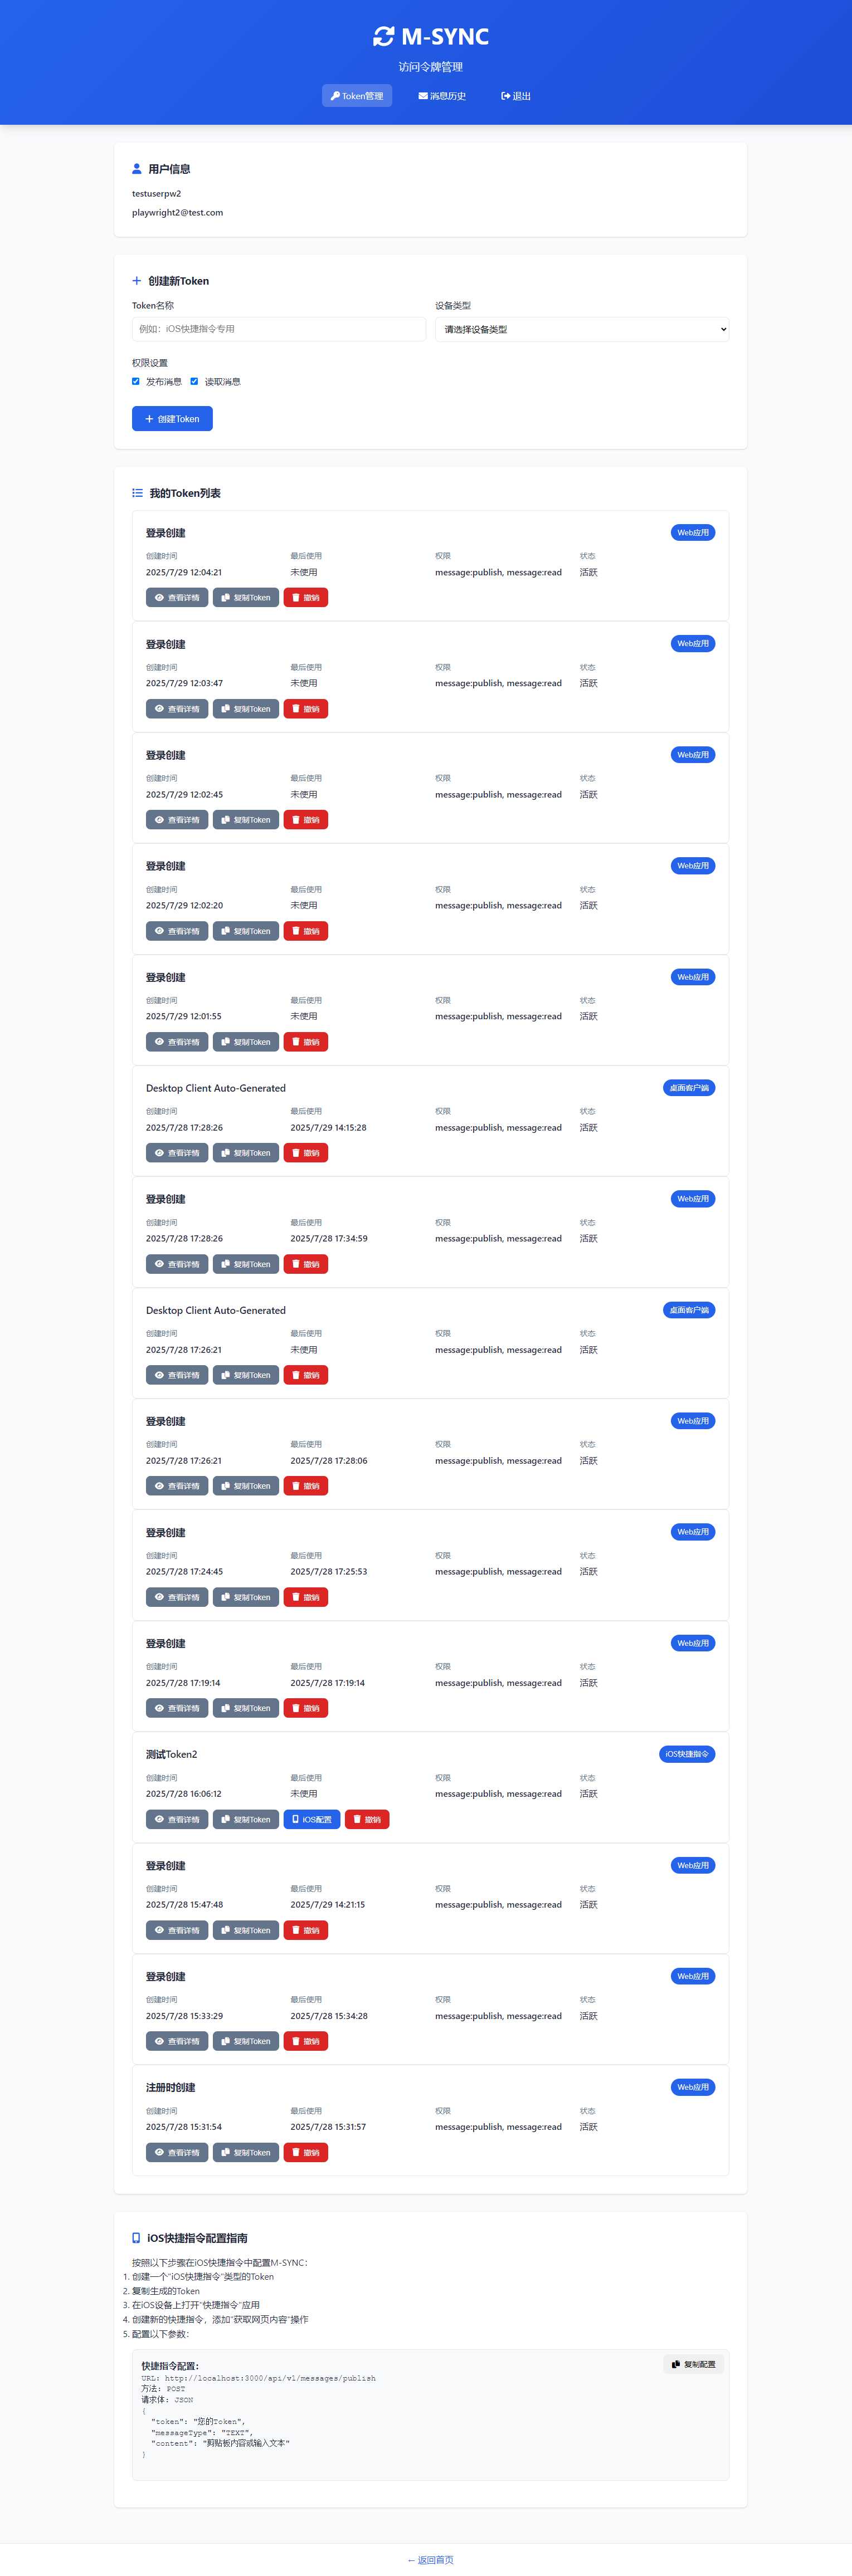 M-SYNC
访问令牌管理
Token管理 消息历史 退出
用户信息
testuserpw2
playwright2@test.com
创建新Token
Token名称 设备类型
例如：iOS快捷指令专用 请选择设备类型
权限设置
发布消息 读取消息
创建Token
我的Token列表
登录创建 Web应用
创建时间 最后使用 权限 状态
2025/7/29 12:04:21 未使用 message:publish, message:read 活跃
查看详情 复制Token 撤销
登录创建 Web应用
创建时间 最后使用 权限 状态
2025/7/29 12:03:47 未使用 message:publish, message:read 活跃
查看详情 复制Token 撤销
登录创建 Web应用
创建时间 最后使用 权限 状态
2025/7/29 12:02:45 未使用 message:publish, message:read 活跃
查看详情 复制Token 撤销
登录创建 Web应用
创建时间 最后使用 权限 状态
2025/7/29 12:02:20 未使用 message:publish, message:read 活跃
查看详情 复制Token 撤销
登录创建 Web应用
创建时间 最后使用 权限 状态
2025/7/29 12:01:55 未使用 message:publish, message:read 活跃
查看详情 复制Token 撤销
Desktop Client Auto-Generated 桌面客户端
创建时间 最后使用 权限 状态
2025/7/28 17:28:26 2025/7/29 14:15:28 message:publish, message:read 活跃
查看详情 复制Token 撤销
登录创建 Web应用
创建时间 最后使用 权限 状态
2025/7/28 17:28:26 2025/7/28 17:34:59 message:publish, message:read 活跃
查看详情 复制Token 撤销
Desktop Client Auto-Generated 桌面客户端
创建时间 最后使用 权限 状态
2025/7/28 17:26:21 未使用 message:publish, message:read 活跃
查看详情 复制Token 撤销
登录创建 Web应用
创建时间 最后使用 权限 状态
2025/7/28 17:26:21 2025/7/28 17:28:06 message:publish, message:read 活跃
查看详情 复制Token 撤销
登录创建 Web应用
创建时间 最后使用 权限 状态
2025/7/28 17:24:45 2025/7/28 17:25:53 message:publish, message:read 活跃
查看详情 复制Token 撤销
登录创建 Web应用
创建时间 最后使用 权限 状态
2025/7/28 17:19:14 2025/7/28 17:19:14 message:publish, message:read 活跃
查看详情 复制Token 撤销
测试Token2 iOS快捷指令
创建时间 最后使用 权限 状态
2025/7/28 16:06:12 未使用 message:publish, message:read 活跃
查看详情 复制Token iOS配置 撤销
登录创建 Web应用
创建时间 最后使用 权限 状态
2025/7/28 15:47:48 2025/7/29 14:21:15 message:publish, message:read 活跃
查看详情 复制Token 撤销
登录创建 Web应用
创建时间 最后使用 权限 状态
2025/7/28 15:33:29 2025/7/28 15:34:28 message:publish, message:read 活跃
查看详情 复制Token 撤销
注册时创建 Web应用
创建时间 最后使用 权限 状态
2025/7/28 15:31:54 2025/7/28 15:31:57 message:publish, message:read 活跃
查看详情 复制Token 撤销
iOS快捷指令配置指南
按照以下步骤在iOS快捷指令中配置M-SYNC：
1. 创建一个"iOS快捷指令"类型的Token
2. 复制生成的Token
3. 在iOS设备上打开"快捷指令"应用
4. 创建新的快捷指令，添加"获取网页内容"操作
5. 配置以下参数：
快捷指令配置： 复制配置
URL: http://localhost:3000/api/v1/messages/publish
方法: POST
请求体: JSON
{
"token": "您的Token",
"messageType": "TEXT",
"content": "剪贴板内容或输入文本"
}
← 返回首页